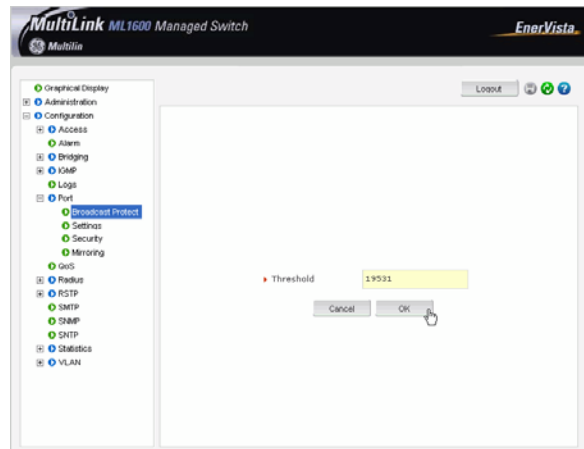 MultiLink ML1600 Managed Switch
EnerVista
Multilin
Logout
Graphical Display
Administration
Configuration
Access
Alarm
Bridging
IGMP
Logs
Port
Broadcast Protect
Settings
Security
Mirroring
QoS
Radius
RSTP
SMTP
SNMP
SNTP
Statistics
VLAN
Threshold 19531
Cancel OK